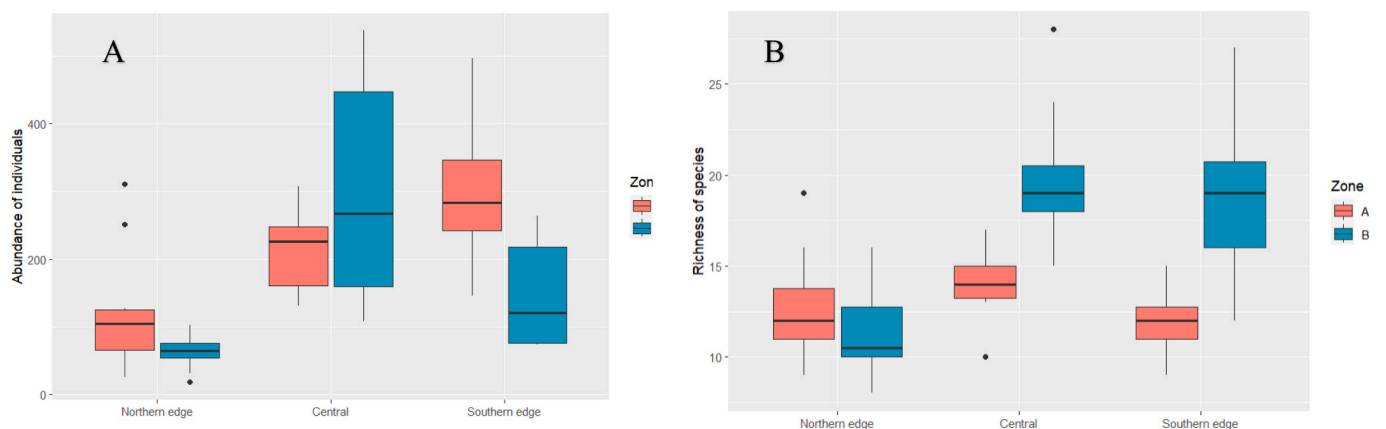 A
Abundance of individuals
400
200
0
Northern edge Central Southern edge
Zon
B
Richness of species
25
20
15
10
Northern edge Central Southern edge
Zone
A
B